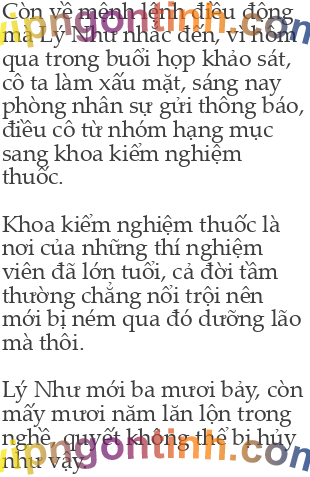 Còn về mệnh lệnh điều động
mà Lý Như nhắc đến, vì hôm
qua trong buổi họp khảo sát,
cô ta làm xấu mặt, sáng nay
phòng nhân sự gửi thông báo,
điều cô từ nhóm hạng mục
sang khoa kiểm nghiệm
thuốc.
Khoa kiểm nghiệm thuốc là
nơi của những thí nghiệm
viên đã lớn tuổi, cả đời tầm
thường chẳng nổi trội nên
mới bị ném qua đó dưỡng lão
mà thôi.
Lý Như mới ba mươi bảy, còn
mấy mươi năm lăn lộn trong
nghề, quyết không thể bị hủy
như vậy.
vipngontinh.com
vipngontinh.com